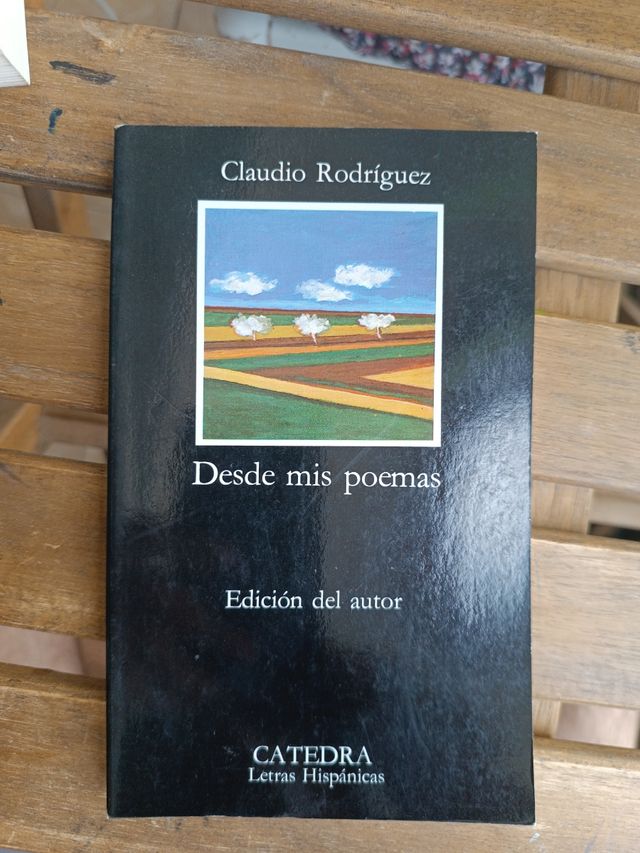 Claudio Rodríguez
Desde mis poemas
Edición del autor
CATEDRA
Letras Hispánicas